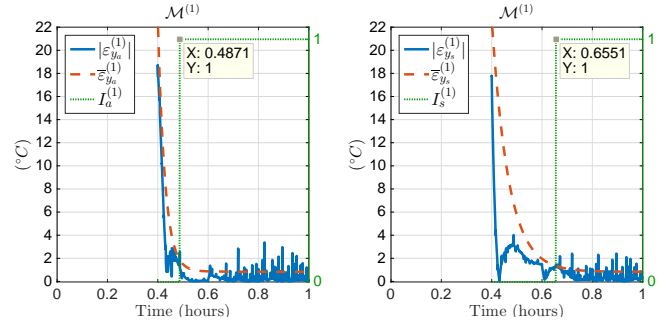 𝓜⁽¹⁾
22
20
18
16
14
12
10
8
6
4
2
0
(°C)
|ε_{y_a}^{(1)}|
ε̅_{y_a}^{(1)}
I_a^{(1)}
X: 0.4871
Y: 1
1
0
0 0.2 0.4 0.6 0.8 1
Time (hours)
𝓜⁽¹⁾
22
20
18
16
14
12
10
8
6
4
2
0
(°C)
|ε_{y_s}^{(1)}|
ε̅_{y_s}^{(1)}
I_s^{(1)}
X: 0.6551
Y: 1
1
0
0 0.2 0.4 0.6 0.8 1
Time (hours)